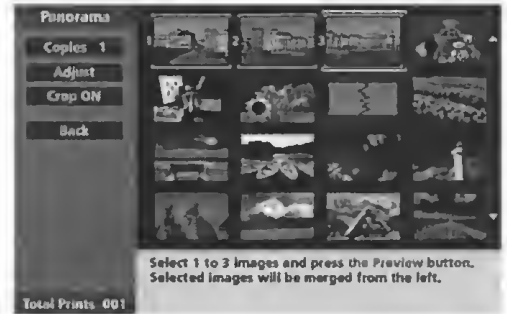 Panorama
Copies 1
Adjust
Crop ON
Back
1 2 3
Select 1 to 3 images and press the Preview button.
Selected images will be merged from the left.
Total Prints 001